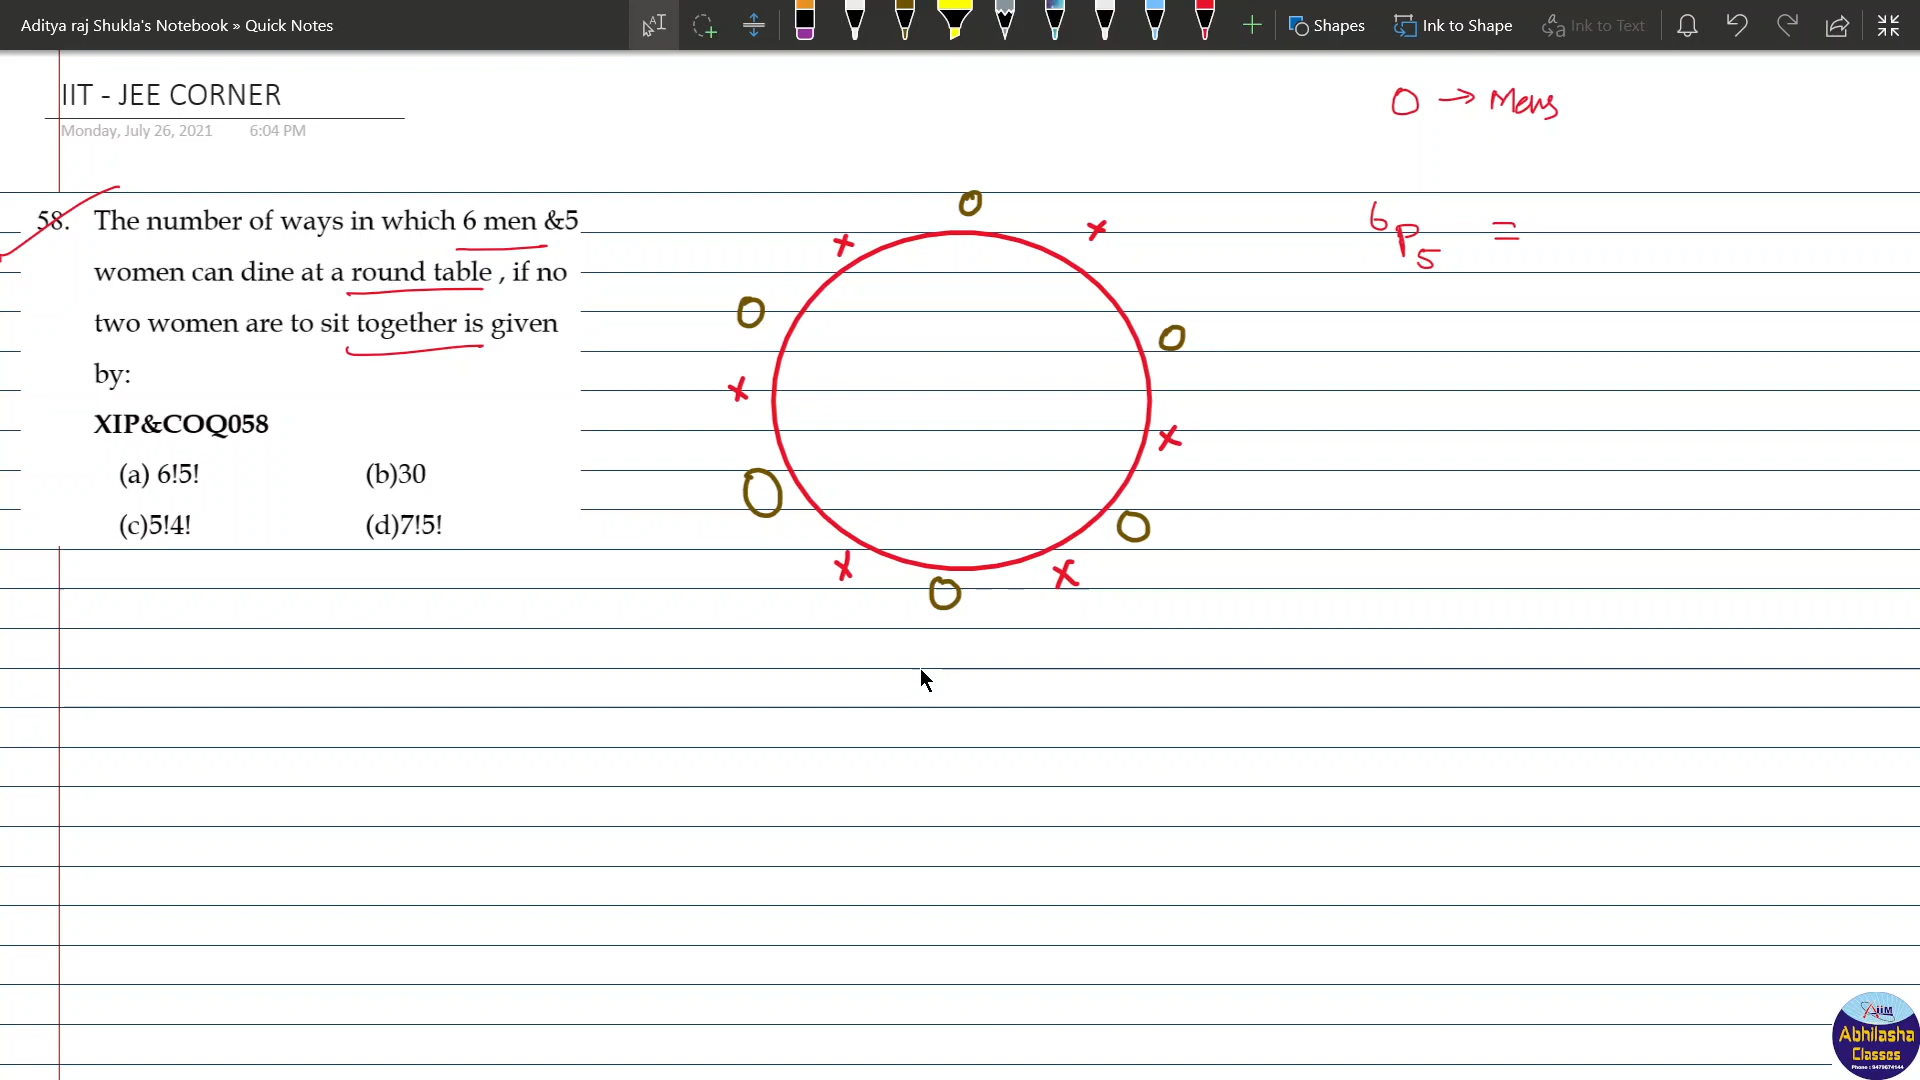 Aditya raj Shukla's Notebook » Quick Notes
Shapes
Ink to Shape
Ink to Text
IIT - JEE CORNER
Monday, July 26, 2021 6:04 PM
O → Mens
58. The number of ways in which 6 men &5
women can dine at a round table , if no
two women are to sit together is given
by:
XIP&COQ058
(a) 6!5! (b)30
(c)5!4! (d)7!5!
⁶P₅ =
AiiM
Abhilasha
Classes
Phone : 9479874144